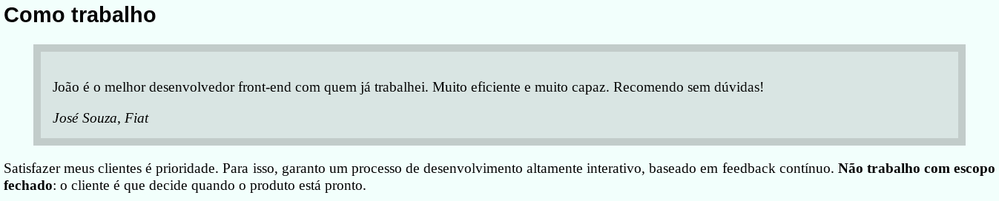 Como trabalho
João é o melhor desenvolvedor front-end com quem já trabalhei. Muito eficiente e muito capaz. Recomendo sem dúvidas!
José Souza, Fiat
Satisfazer meus clientes é prioridade. Para isso, garanto um processo de desenvolvimento altamente interativo, baseado em feedback contínuo. Não trabalho com escopo
fechado: o cliente é que decide quando o produto está pronto.